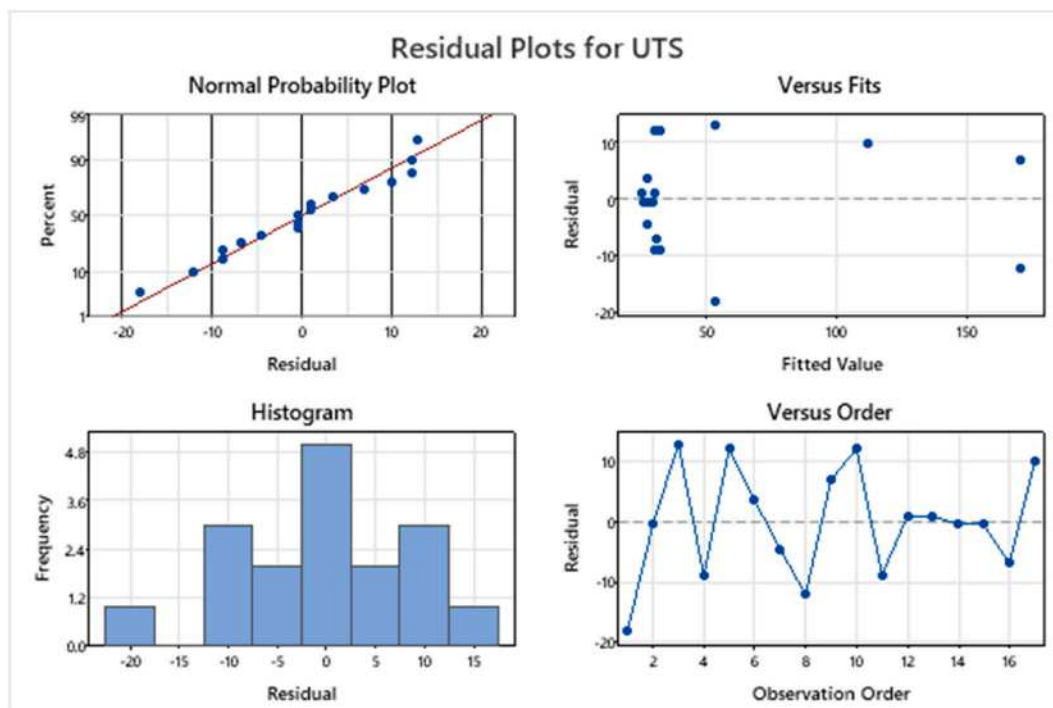 Residual Plots for UTS
Normal Probability Plot
99
90
50
10
1
Percent
-20 -10 0 10 20
Residual
Versus Fits
10
0
-10
-20
Residual
50 100 150
Fitted Value
Histogram
4.8
3.6
2.4
1.2
0.0
Frequency
-20 -15 -10 -5 0 5 10 15
Residual
Versus Order
10
0
-10
-20
Residual
2 4 6 8 10 12 14 16
Observation Order